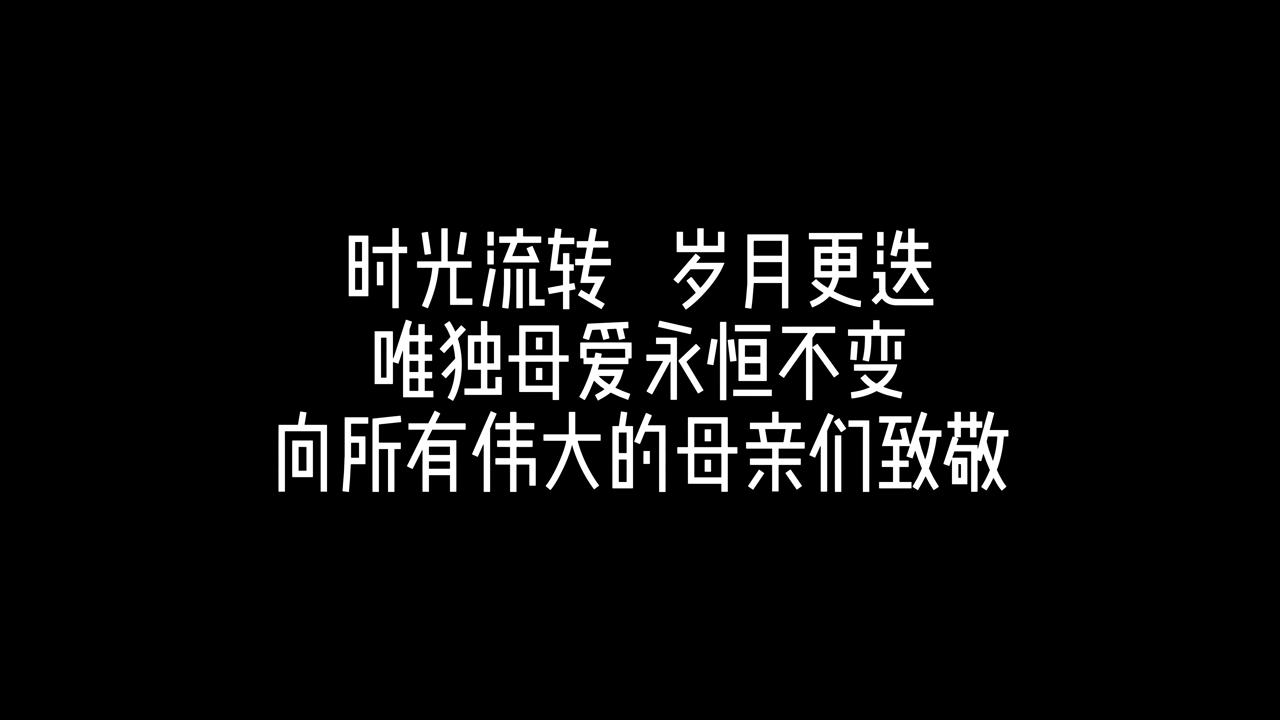 时光流转 岁月更迭
唯独母爱永恒不变
向所有伟大的母亲们致敬